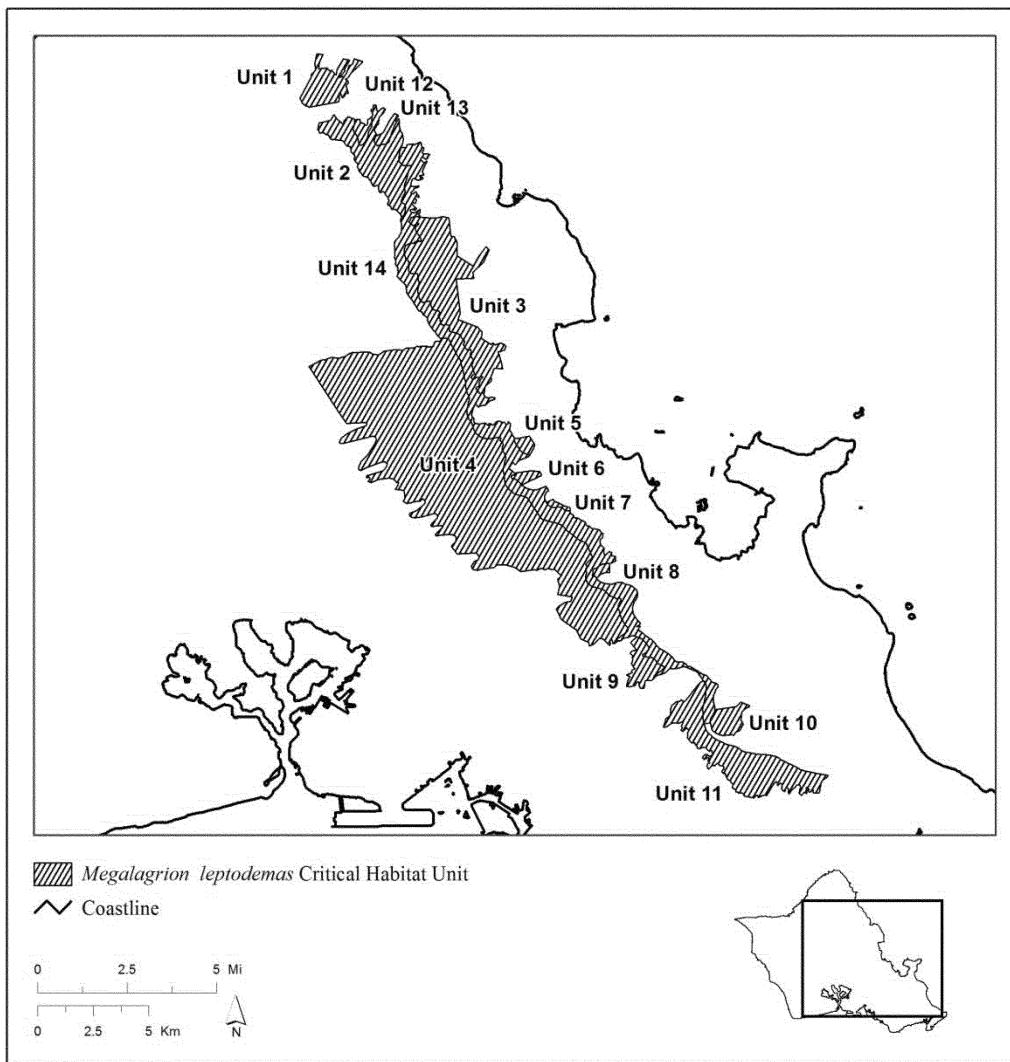 Unit 1
Unit 12
Unit 13
Unit 2
Unit 14
Unit 3
Unit 5
Unit 4
Unit 6
Unit 7
Unit 8
Unit 9
Unit 10
Unit 11
Megalagrion leptodemas Critical Habitat Unit
Coastline
0 2.5 5 Mi
0 2.5 5 Km
N